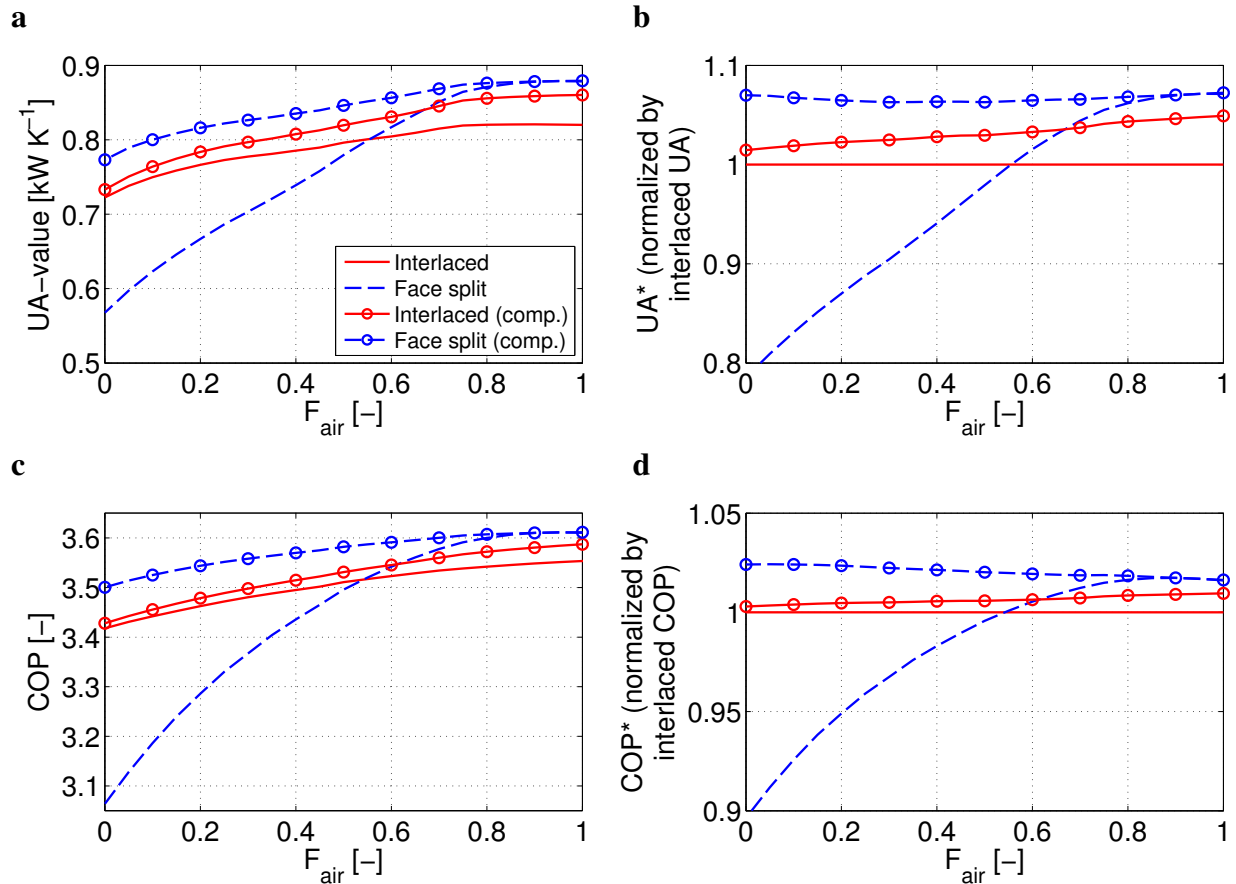 a
UA−value [kW K−1]
0.9
0.8
0.7
0.6
0.5
0 0.2 0.4 0.6 0.8 1
Fair [−]
Interlaced
Face split
Interlaced (comp.)
Face split (comp.)
b
UA* (normalized by
interlaced UA)
1.1
1
0.9
0.8
0 0.2 0.4 0.6 0.8 1
Fair [−]
c
COP [−]
3.6
3.5
3.4
3.3
3.2
3.1
0 0.2 0.4 0.6 0.8 1
Fair [−]
d
COP* (normalized by
interlaced COP)
1.05
1
0.95
0.9
0 0.2 0.4 0.6 0.8 1
Fair [−]